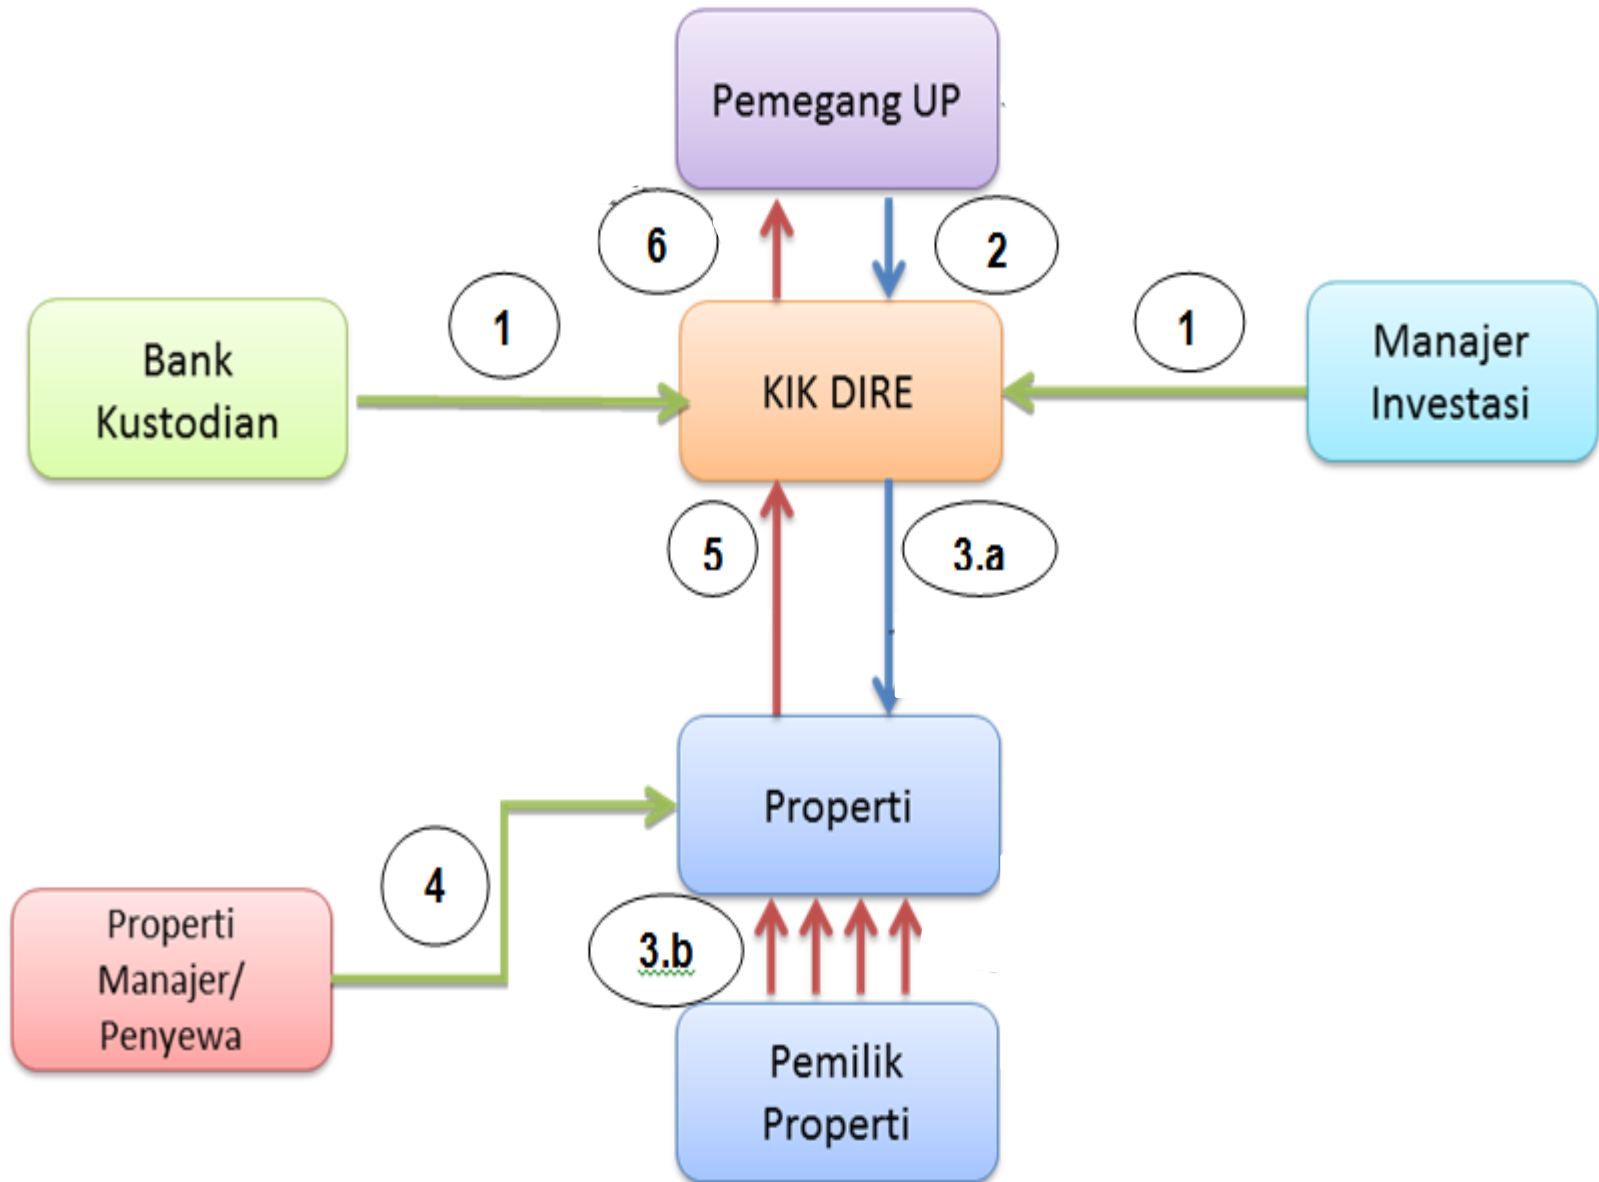 Pemegang UP
6
2
1
1
Bank
Kustodian
KIK DIRE
Manajer
Investasi
5
3.a
Properti
4
3.b
Properti
Manajer/
Penyewa
Pemilik
Properti